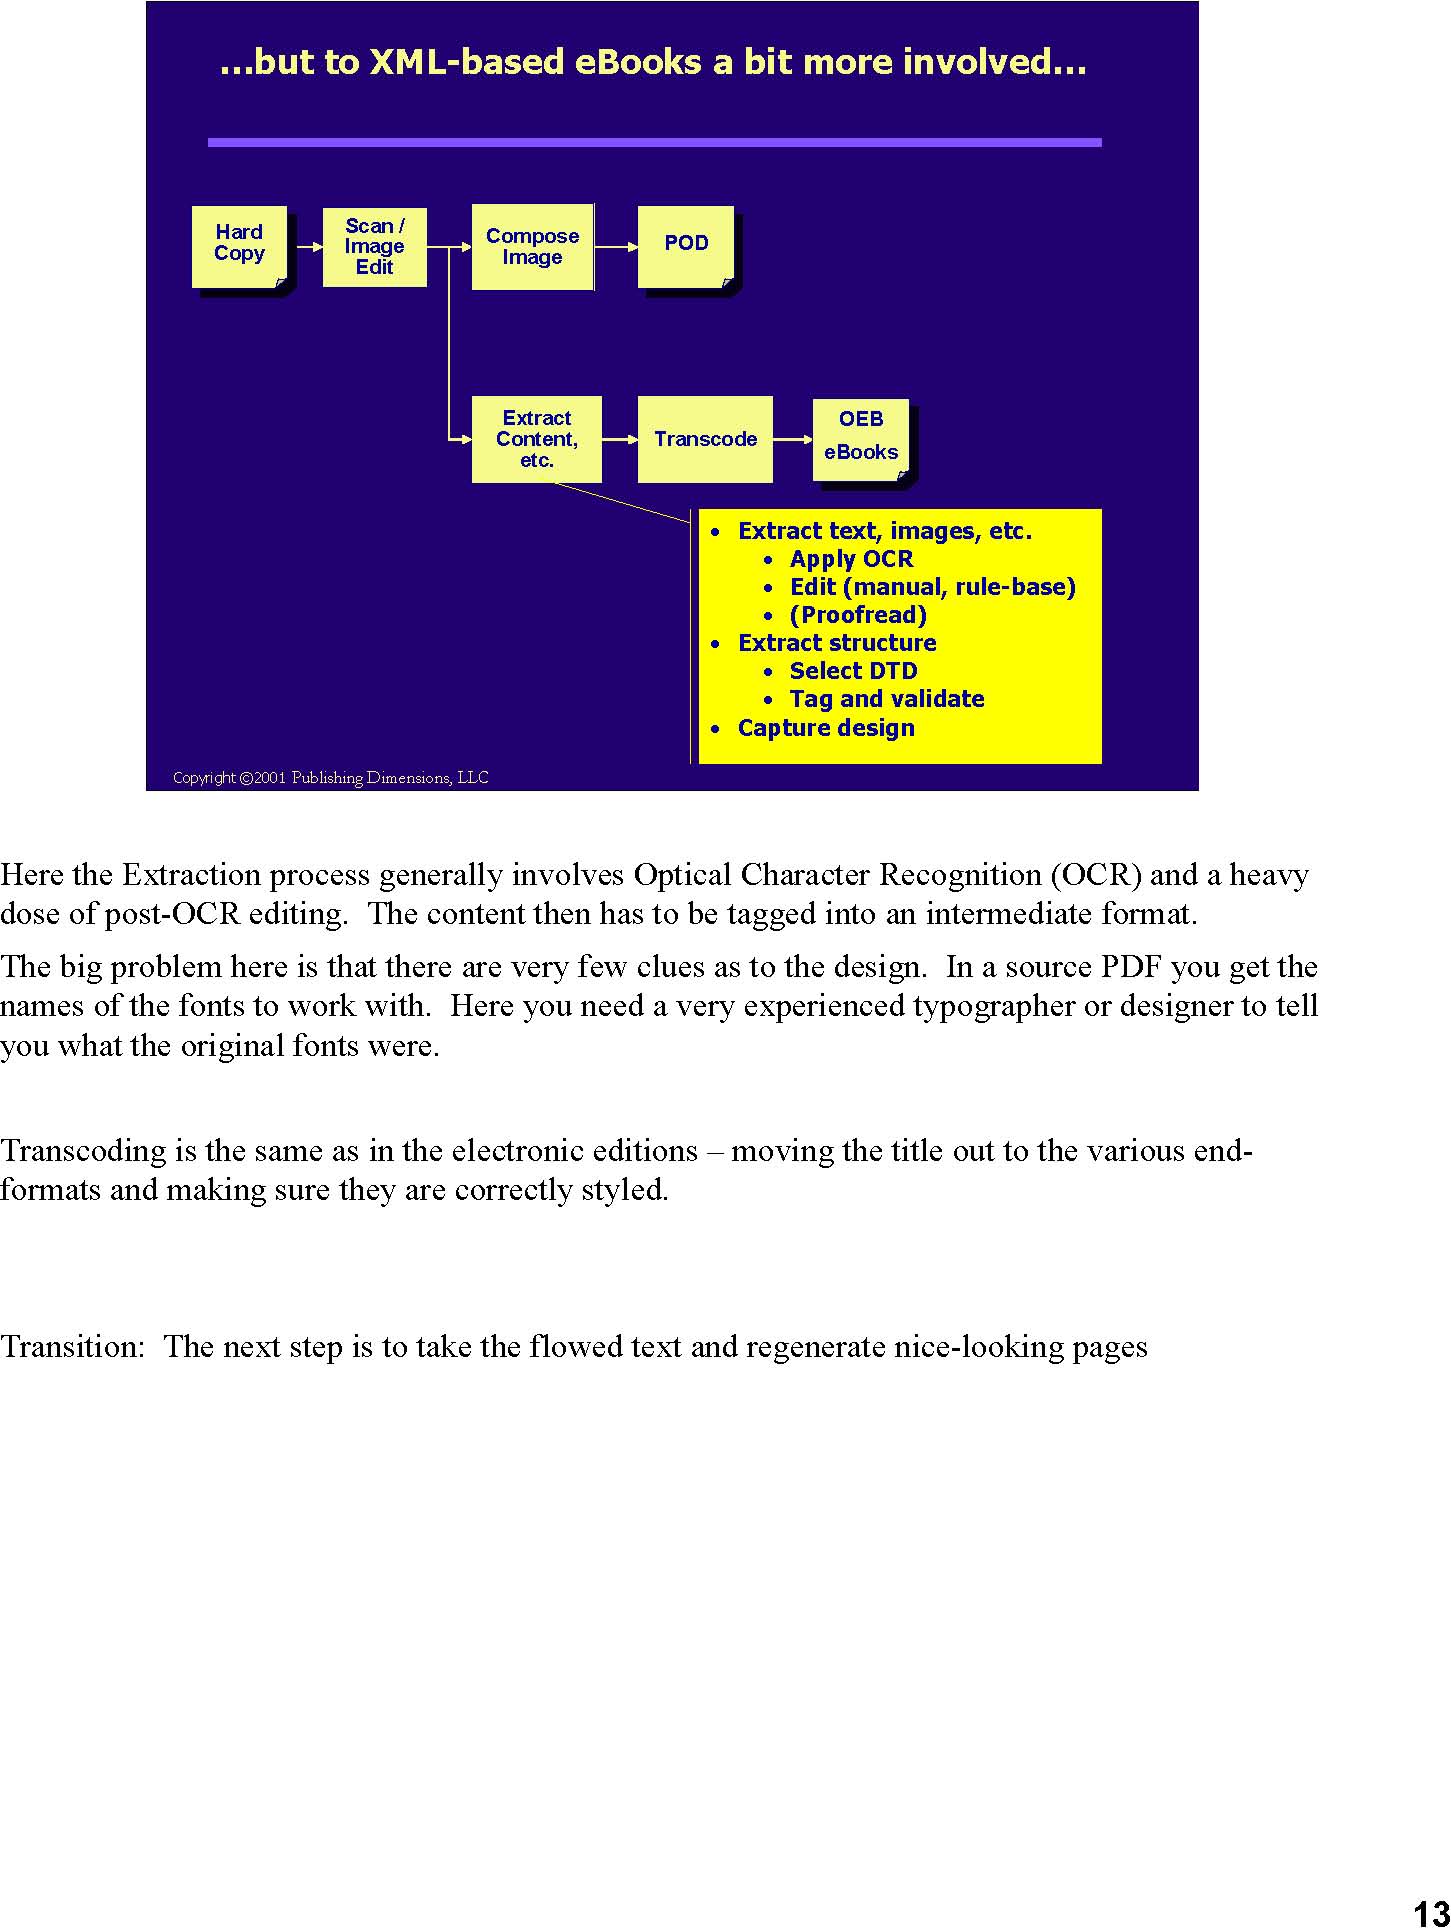 ...but to XML-based eBooks a bit more involved...
Hard
Copy
Scan /
Image
Edit
Compose
Image
POD
Extract
Content,
etc.
Transcode
OEB
eBooks
• Extract text, images, etc.
• Apply OCR
• Edit (manual, rule-base)
• (Proofread)
• Extract structure
• Select DTD
• Tag and validate
• Capture design
Copyright ©2001 Publishing Dimensions, LLC
Here the Extraction process generally involves Optical Character Recognition (OCR) and a heavy
dose of post-OCR editing.  The content then has to be tagged into an intermediate format.
The big problem here is that there are very few clues as to the design.  In a source PDF you get the
names of the fonts to work with.  Here you need a very experienced typographer or designer to tell
you what the original fonts were.
Transcoding is the same as in the electronic editions – moving the title out to the various end-
formats and making sure they are correctly styled.
Transition:  The next step is to take the flowed text and regenerate nice-looking pages
13